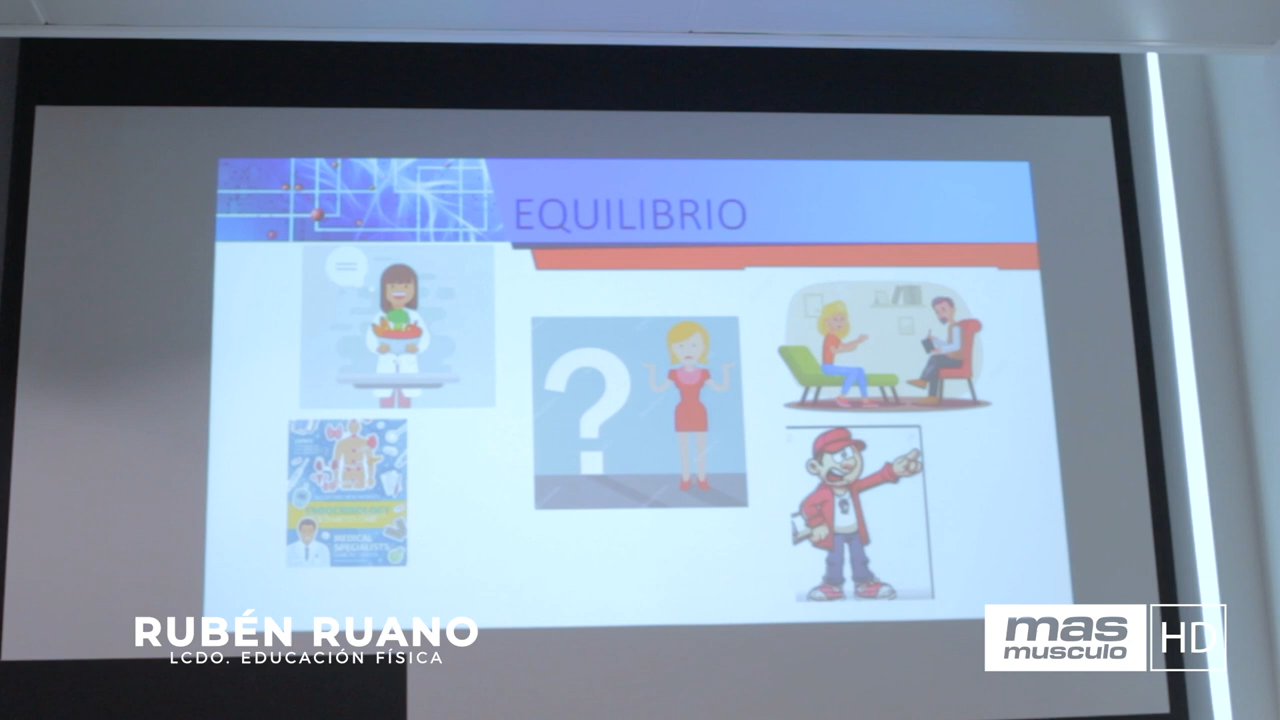 EQUILIBRIO
?
MEDICAL
SPECIALISTS
RUBÉN RUANO
LCDO. EDUCACIÓN FÍSICA
mas
musculo
HD